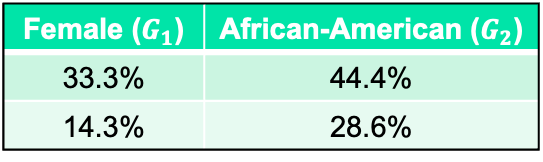 Female (G₁) African-American (G₂)
33.3% 44.4%
14.3% 28.6%